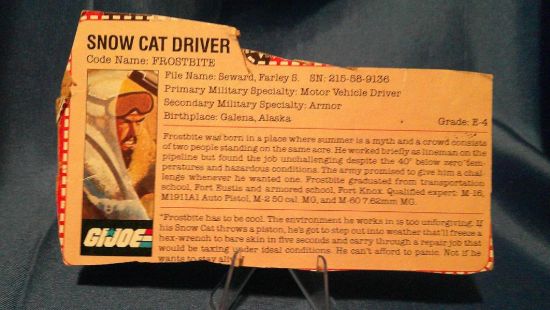 SNOW CAT DRIVER
Code Name: FROSTBITE
File Name: Seward, Farley S. SN: 215-58-9136
Primary Military Specialty: Motor Vehicle Driver
Secondary Military Specialty: Armor
Birthplace: Galena, Alaska Grade: E-4
Frostbite was born in a place where summer is a myth and a crowd consists
of two people standing on the same acre. He worked briefly as lineman on the
pipeline but found the job unchallenging despite the 40° below zero tem-
peratures and hazardous conditions. The army promised to give him a chal-
lenge whenever he wanted one. Frostbite graduated from transportation
school, Fort Eustis and armored school, Fort Knox. Qualified expert: M-16,
M1911A1 Auto Pistol, M-2 50 cal. MG, and M-60 7.62mm MG.
"Frostbite has to be cool. The environment he works in is too unforgiving. If
his Snow Cat throws a piston, he's got to step out into weather that'll freeze a
hex-wrench to bare skin in five seconds and carry through a repair job that
would be taxing under ideal conditions. He can't afford to panic. Not if he
wants to stay
GI JOE